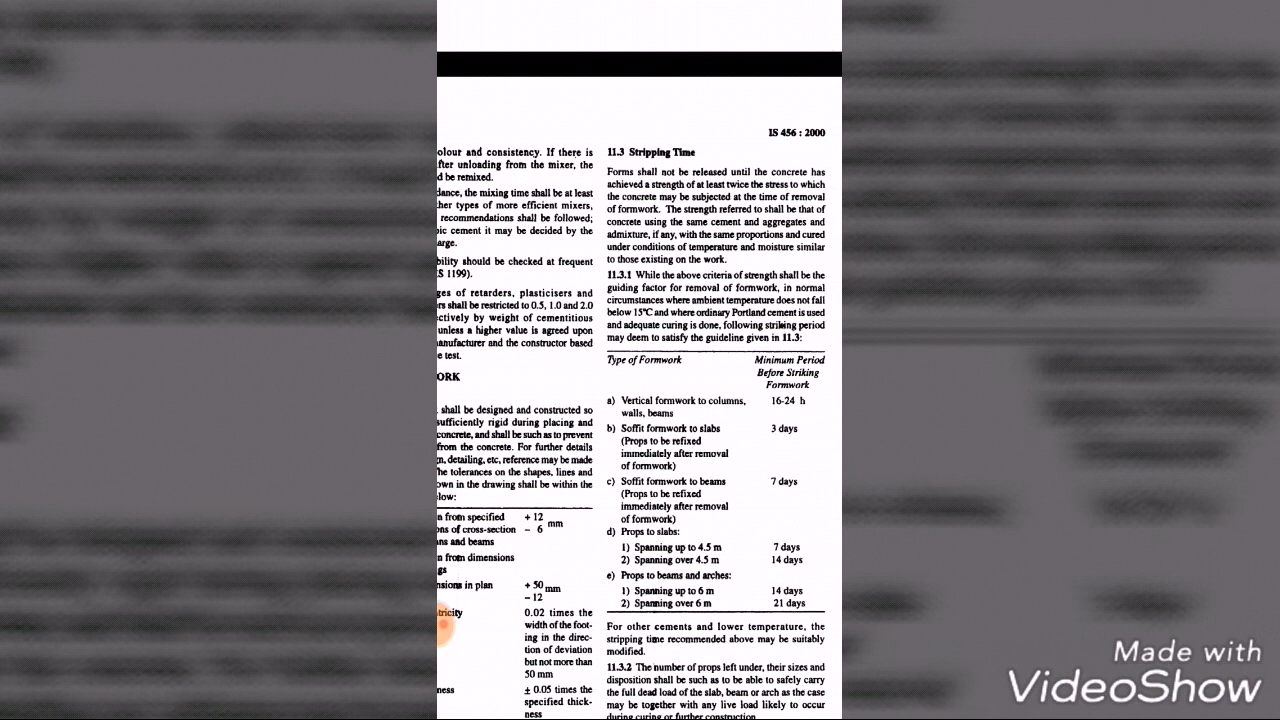 IS 456 : 2000
olour and consistency. If there is
fter unloading from the mixer, the
d be remixed.
dance, the mixing time shall be at least
her types of more efficient mixers,
recommendations shall be followed;
ic cement it may be decided by the
arge.
bility should be checked at frequent
S 1199).
ges of retarders, plasticisers and
rs shall be restricted to 0.5, 1.0 and 2.0
ectively by weight of cementitious
unless a higher value is agreed upon
anufacturer and the constructor based
e test.
ORK
shall be designed and constructed so
sufficiently rigid during placing and
concrete, and shall be such as to prevent
from the concrete. For further details
n, detailing, etc, reference may be made
he tolerances on the shapes, lines and
own in the drawing shall be within the
low:
n from specified + 12 mm
ons of cross-section - 6
ns and beams
n from dimensions
gs
nsions in plan + 50 mm
- 12
tricity 0.02 times the
width of the foot-
ing in the direc-
tion of deviation
but not more than
50 mm
ness ± 0.05 times the
specified thick-
ness
11.3 Stripping Time
Forms shall not be released until the concrete has
achieved a strength of at least twice the stress to which
the concrete may be subjected at the time of removal
of formwork. The strength referred to shall be that of
concrete using the same cement and aggregates and
admixture, if any, with the same proportions and cured
under conditions of temperature and moisture similar
to those existing on the work.
11.3.1 While the above criteria of strength shall be the
guiding factor for removal of formwork, in normal
circumstances where ambient temperature does not fall
below 15°C and where ordinary Portland cement is used
and adequate curing is done, following striking period
may deem to satisfy the guideline given in 11.3:
Type of Formwork Minimum Period
Before Striking
Formwork
a) Vertical formwork to columns, 16-24 h
walls, beams
b) Soffit formwork to slabs 3 days
(Props to be refixed
immediately after removal
of formwork)
c) Soffit formwork to beams 7 days
(Props to be refixed
immediately after removal
of formwork)
d) Props to slabs:
1) Spanning up to 4.5 m 7 days
2) Spanning over 4.5 m 14 days
e) Props to beams and arches:
1) Spanning up to 6 m 14 days
2) Spanning over 6 m 21 days
For other cements and lower temperature, the
stripping time recommended above may be suitably
modified.
11.3.2 The number of props left under, their sizes and
disposition shall be such as to be able to safely carry
the full dead load of the slab, beam or arch as the case
may be together with any live load likely to occur
during curing or further construction.
Made with
VideoShow